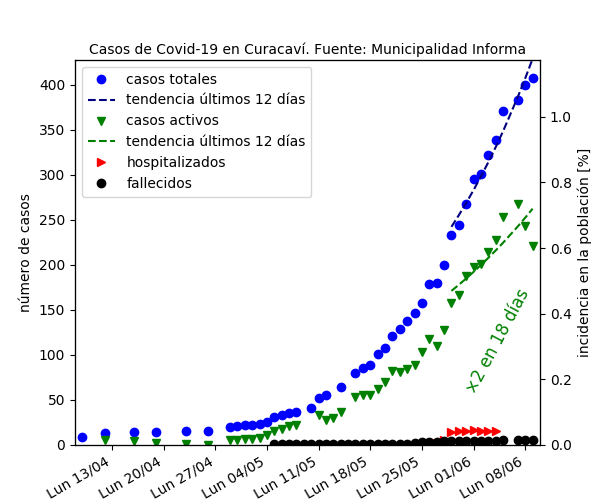 Casos de Covid-19 en Curacaví. Fuente: Municipalidad Informa
casos totales
tendencia últimos 12 días
casos activos
tendencia últimos 12 días
hospitalizados
fallecidos
número de casos
400
350
300
250
200
150
100
50
0
1.0
0.8
0.6
0.4
0.2
0.0
incidencia en la población [%]
×2 en 18 días
Lun 13/04
Lun 20/04
Lun 27/04
Lun 04/05
Lun 11/05
Lun 18/05
Lun 25/05
Lun 01/06
Lun 08/06